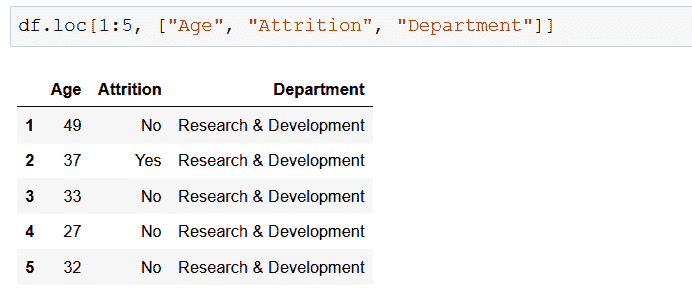 df.loc[1:5, ["Age", "Attrition", "Department"]]
Age Attrition Department
1 49 No Research & Development
2 37 Yes Research & Development
3 33 No Research & Development
4 27 No Research & Development
5 32 No Research & Development